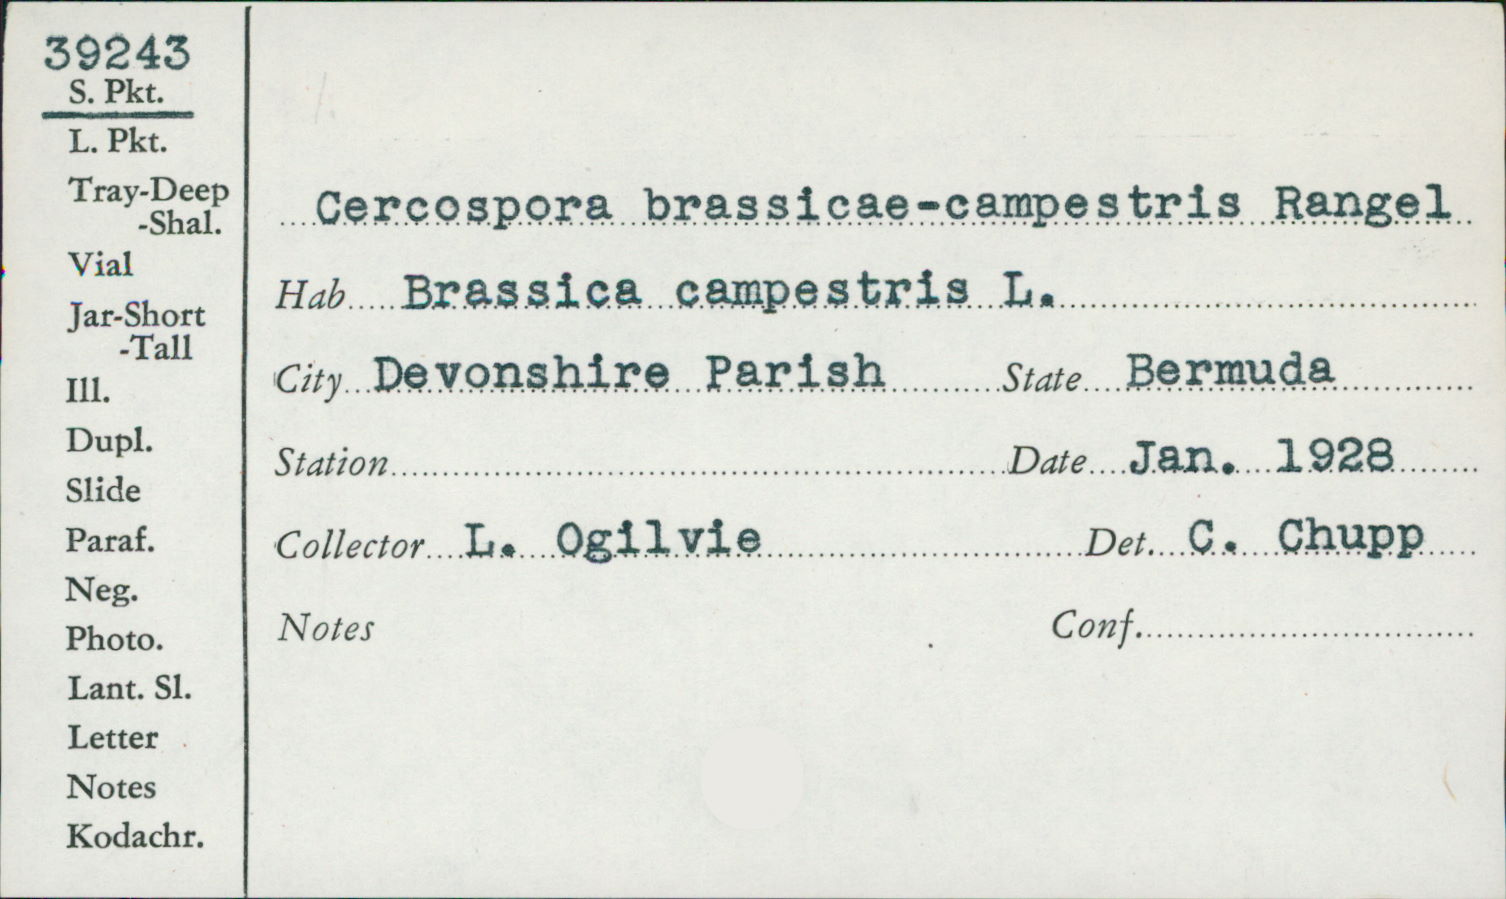 39243
S. Pkt.
L. Pkt.
Tray-Deep
-Shal.
Vial
Jar-Short
-Tall
Ill.
Dupl.
Slide
Paraf.
Neg.
Photo.
Lant. Sl.
Letter
Notes
Kodachr.
Cercospora brassicae-campestris Rangel
Hab. Brassica campestris L.
City Devonshire Parish State Bermuda
Station Date Jan. 1928
Collector L. Ogilvie Det. C. Chupp
Notes Conf.